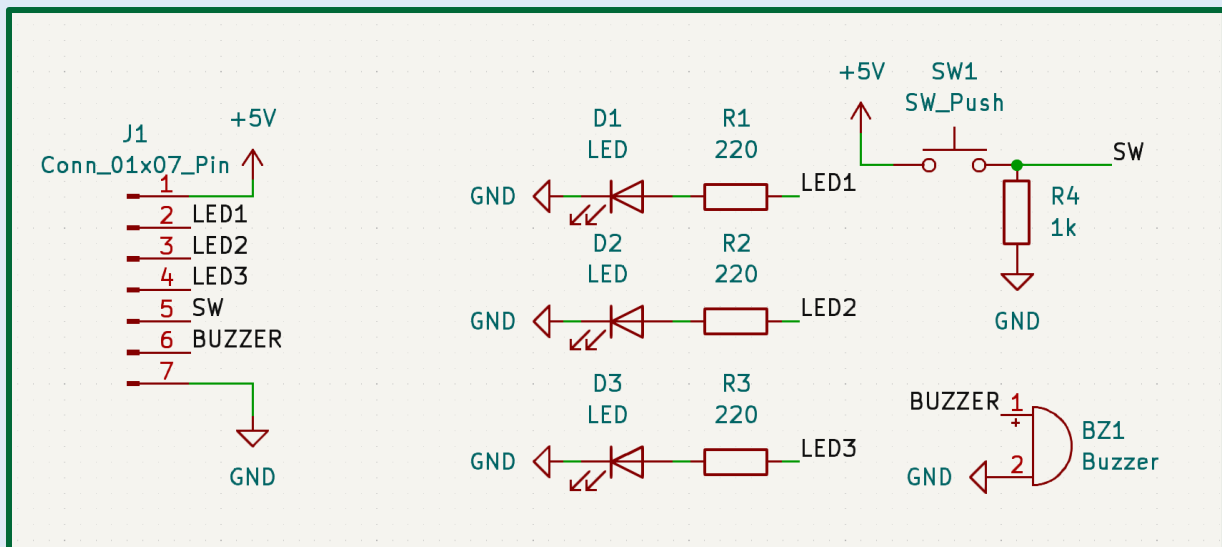 J1
Conn_01x07_Pin
+5V
1
2 LED1
3 LED2
4 LED3
5 SW
6 BUZZER
7
GND
D1
LED
R1
220
GND
LED1
D2
LED
R2
220
GND
LED2
D3
LED
R3
220
GND
LED3
+5V
SW1
SW_Push
SW
R4
1k
GND
BUZZER 1
+
BZ1
Buzzer
GND 2